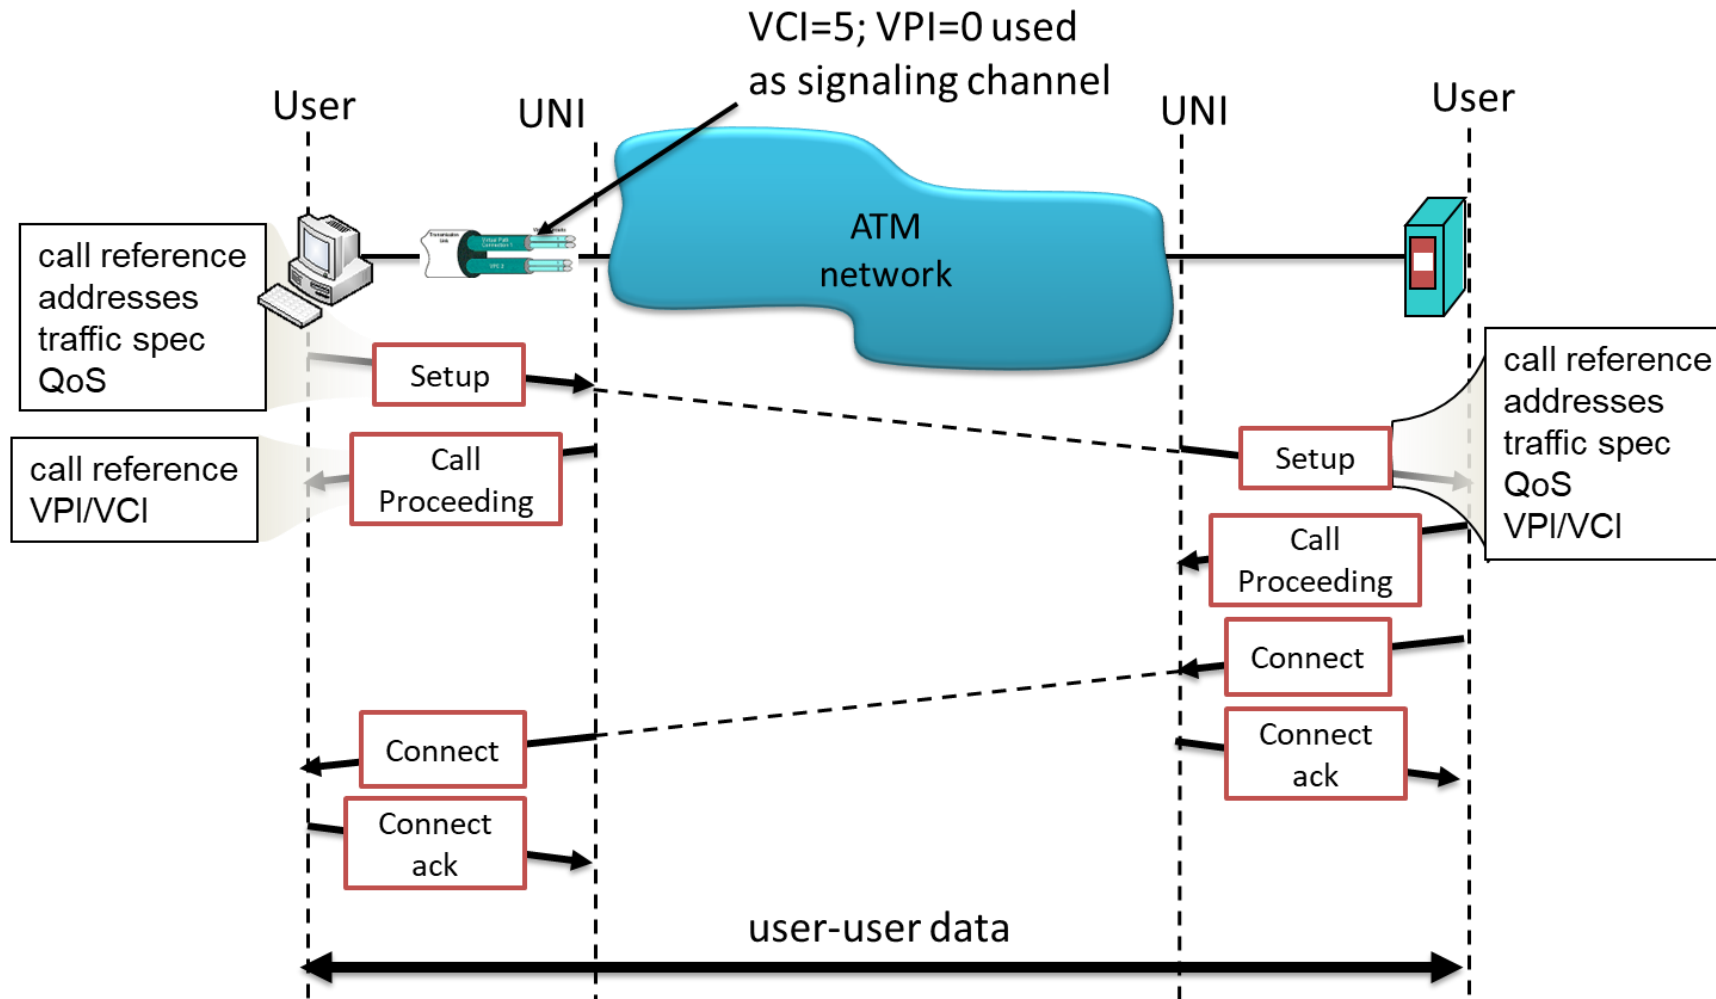 VCI=5; VPI=0 used
as signaling channel
User
UNI
UNI
User
ATM
network
call reference
addresses
traffic spec
QoS
Setup
call reference
addresses
traffic spec
QoS
VPI/VCI
Setup
call reference
VPI/VCI
Call
Proceeding
Call
Proceeding
Connect
Connect
Connect
ack
Connect
ack
user-user data